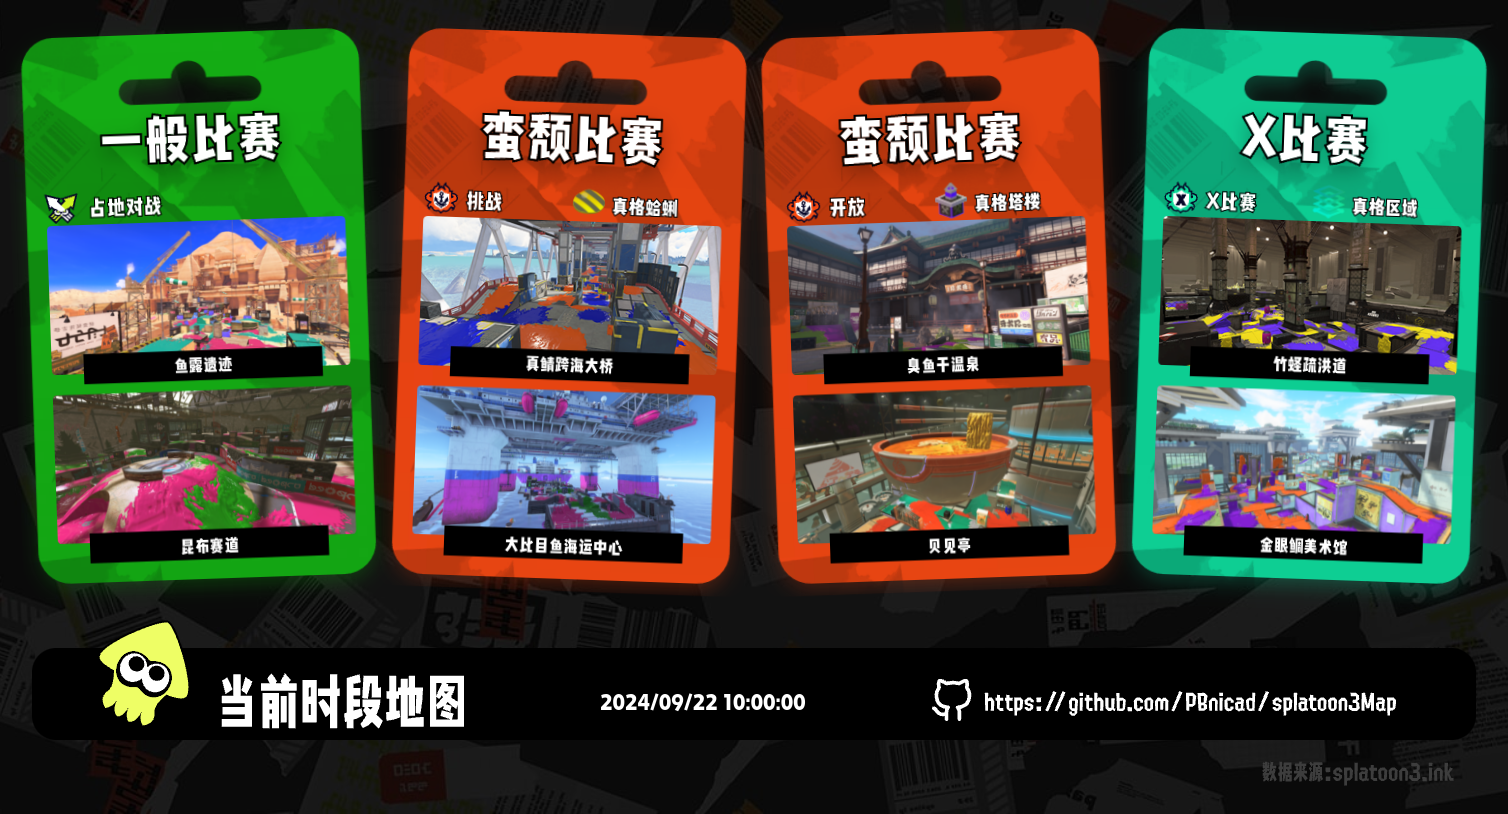 一般比赛
占地对战
鱼露遗迹
昆布赛道
蛮颓比赛
挑战
真格蛤蜊
真鲭跨海大桥
大比目鱼海运中心
蛮颓比赛
开放
真格塔楼
臭鱼干温泉
贝贝亭
X比赛
X比赛
真格区域
竹蛏疏洪道
金眼鲷美术馆
当前时段地图
2024/09/22 10:00:00
https://github.com/PBnicad/splatoon3Map
数据来源:splatoon3.ink